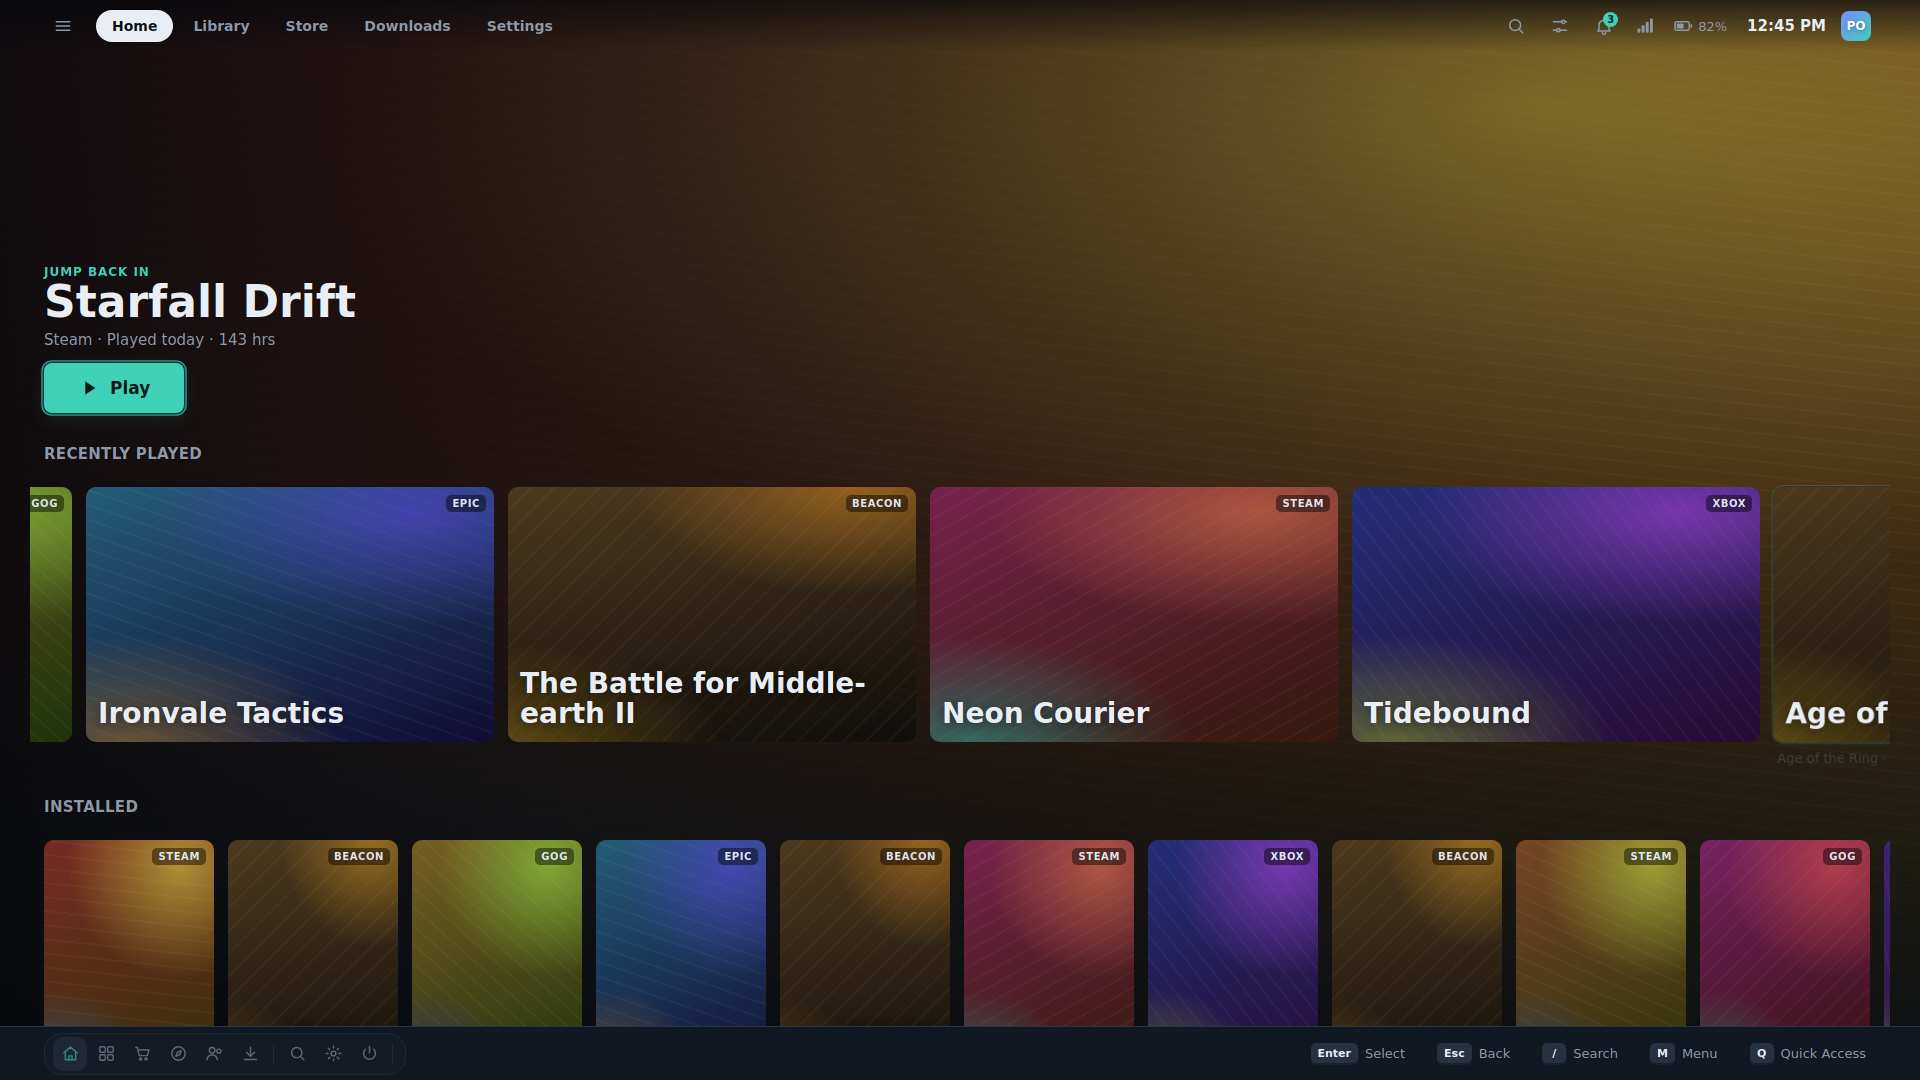 Home Library Store Downloads Settings
3
82%
12:45 PM
PO
JUMP BACK IN
Starfall Drift
Steam · Played today · 143 hrs
Play
RECENTLY PLAYED
GOG
EPIC
Ironvale Tactics
BEACON
The Battle for Middle-
earth II
STEAM
Neon Courier
XBOX
Tidebound
Age of
Age of the Ring ·
INSTALLED
STEAM BEACON GOG EPIC BEACON STEAM XBOX BEACON STEAM GOG
Enter Select Esc Back / Search M Menu Q Quick Access